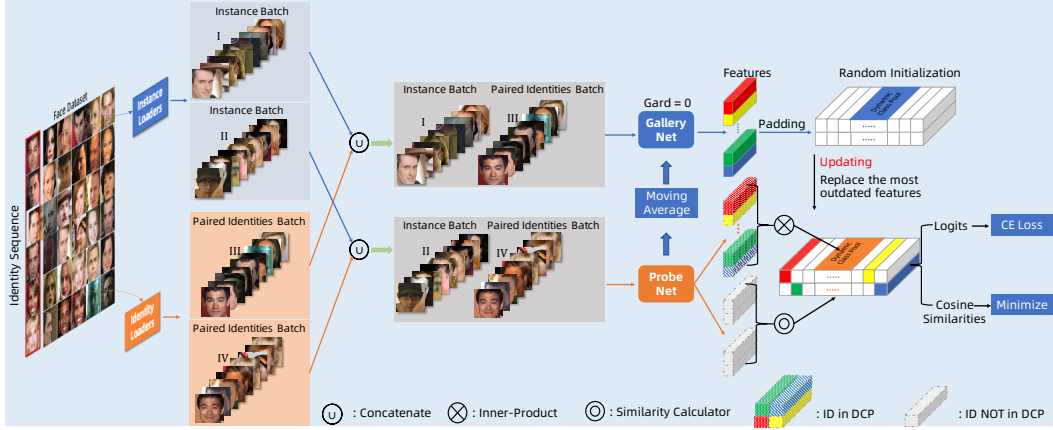 Identity Sequence
Face Dataset
Instance
Loaders
Identity
Loaders
Instance Batch
I
Instance Batch
II
Paired Identities Batch
III
Paired Identities Batch
IV
∪
∪
Instance Batch Paired Identities Batch
I III
Instance Batch Paired Identities Batch
II IV
Gard = 0
Gallery
Net
Moving
Average
Probe
Net
Features
Padding
Random Initialization
Dynamic
Class Pool
.....
.....
Updating
Replace the most
outdated features
Dynamic
Class Pool
.....
.....
Logits
CE Loss
Cosine
Similarities
Minimize
∪ : Concatenate
: Inner-Product
: Similarity Calculator
: ID in DCP
: ID NOT in DCP